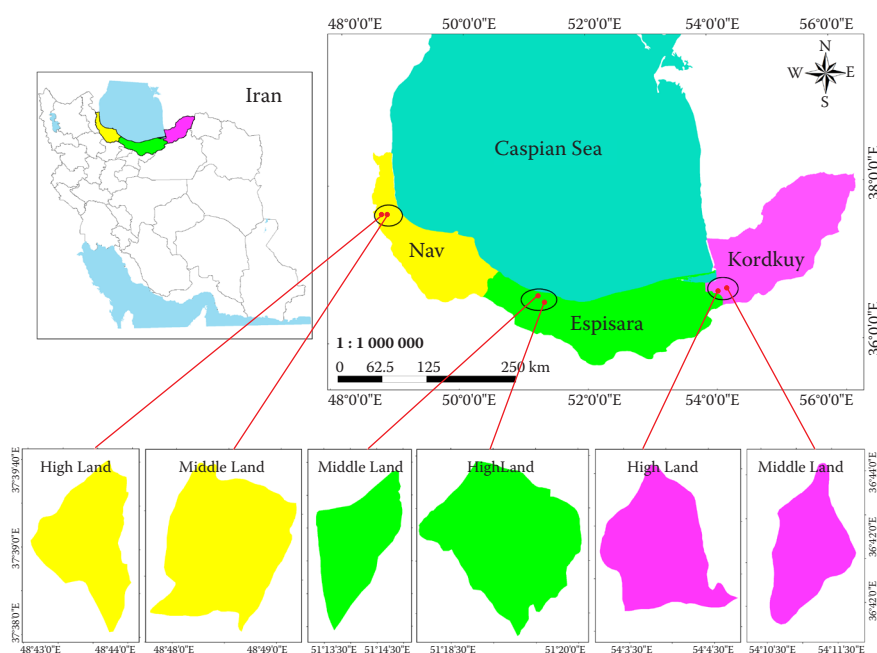 48°0'0"E 50°0'0"E 52°0'0"E 54°0'0"E 56°0'0"E
Iran
N
W E
S
Caspian Sea
38°0'0"E
Nav
Kordkuy
Espisara
36°0'0"E
1 : 1 000 000
0 62.5 125 250 km
48°0'0"E 50°0'0"E 52°0'0"E 54°0'0"E 56°0'0"E
High Land Middle Land Middle Land HighLand High Land Middle Land
37°39'40"E
37°39'0"E
37°38'0"E
36°44'0"E
36°42'0"E
36°42'0"E
48°43'0"E 48°44'0"E 48°48'0"E 48°49'0"E 51°13'30"E 51°14'30"E 51°18'30"E 51°20'0"E 54°3'30"E 54°4'30"E 54°10'30"E 54°11'30"E